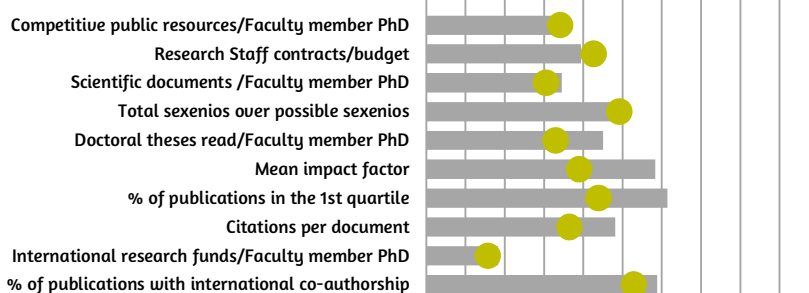 Competitive public resources/Faculty member PhD
Research Staff contracts/budget
Scientific documents /Faculty member PhD
Total sexenios over possible sexenios
Doctoral theses read/Faculty member PhD
Mean impact factor
% of publications in the 1st quartile
Citations per document
International research funds/Faculty member PhD
% of publications with international co-authorship